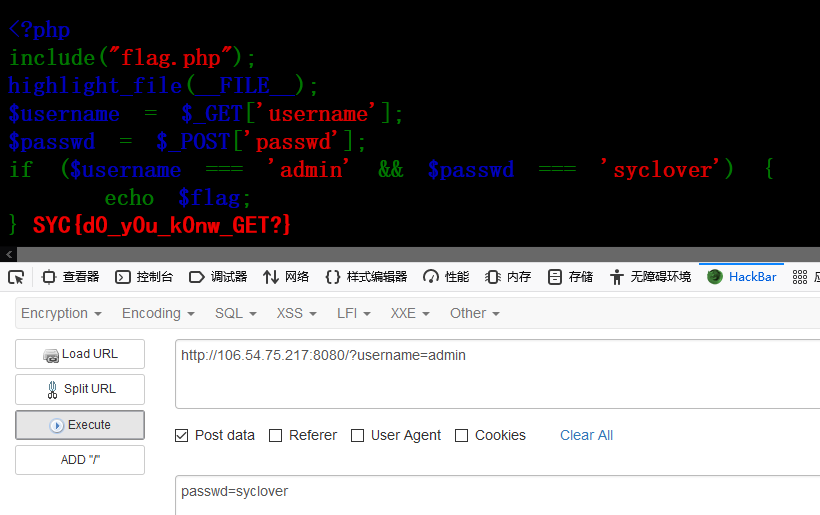 <?php
include("flag.php");
highlight_file(__FILE__);
$username = $_GET['username'];
$passwd = $_POST['passwd'];
if ($username === 'admin' && $passwd === 'syclover') {
echo $flag;
} SYC{d0_y0u_k0nw_GET?}
查看器 控制台 调试器 网络 {} 样式编辑器 性能 内存 存储 无障碍环境 HackBar
Encryption Encoding SQL XSS LFI XXE Other
Load URL
http://106.54.75.217:8080/?username=admin
Split URL
Execute
Post data Referer User Agent Cookies Clear All
ADD "/"
passwd=syclover